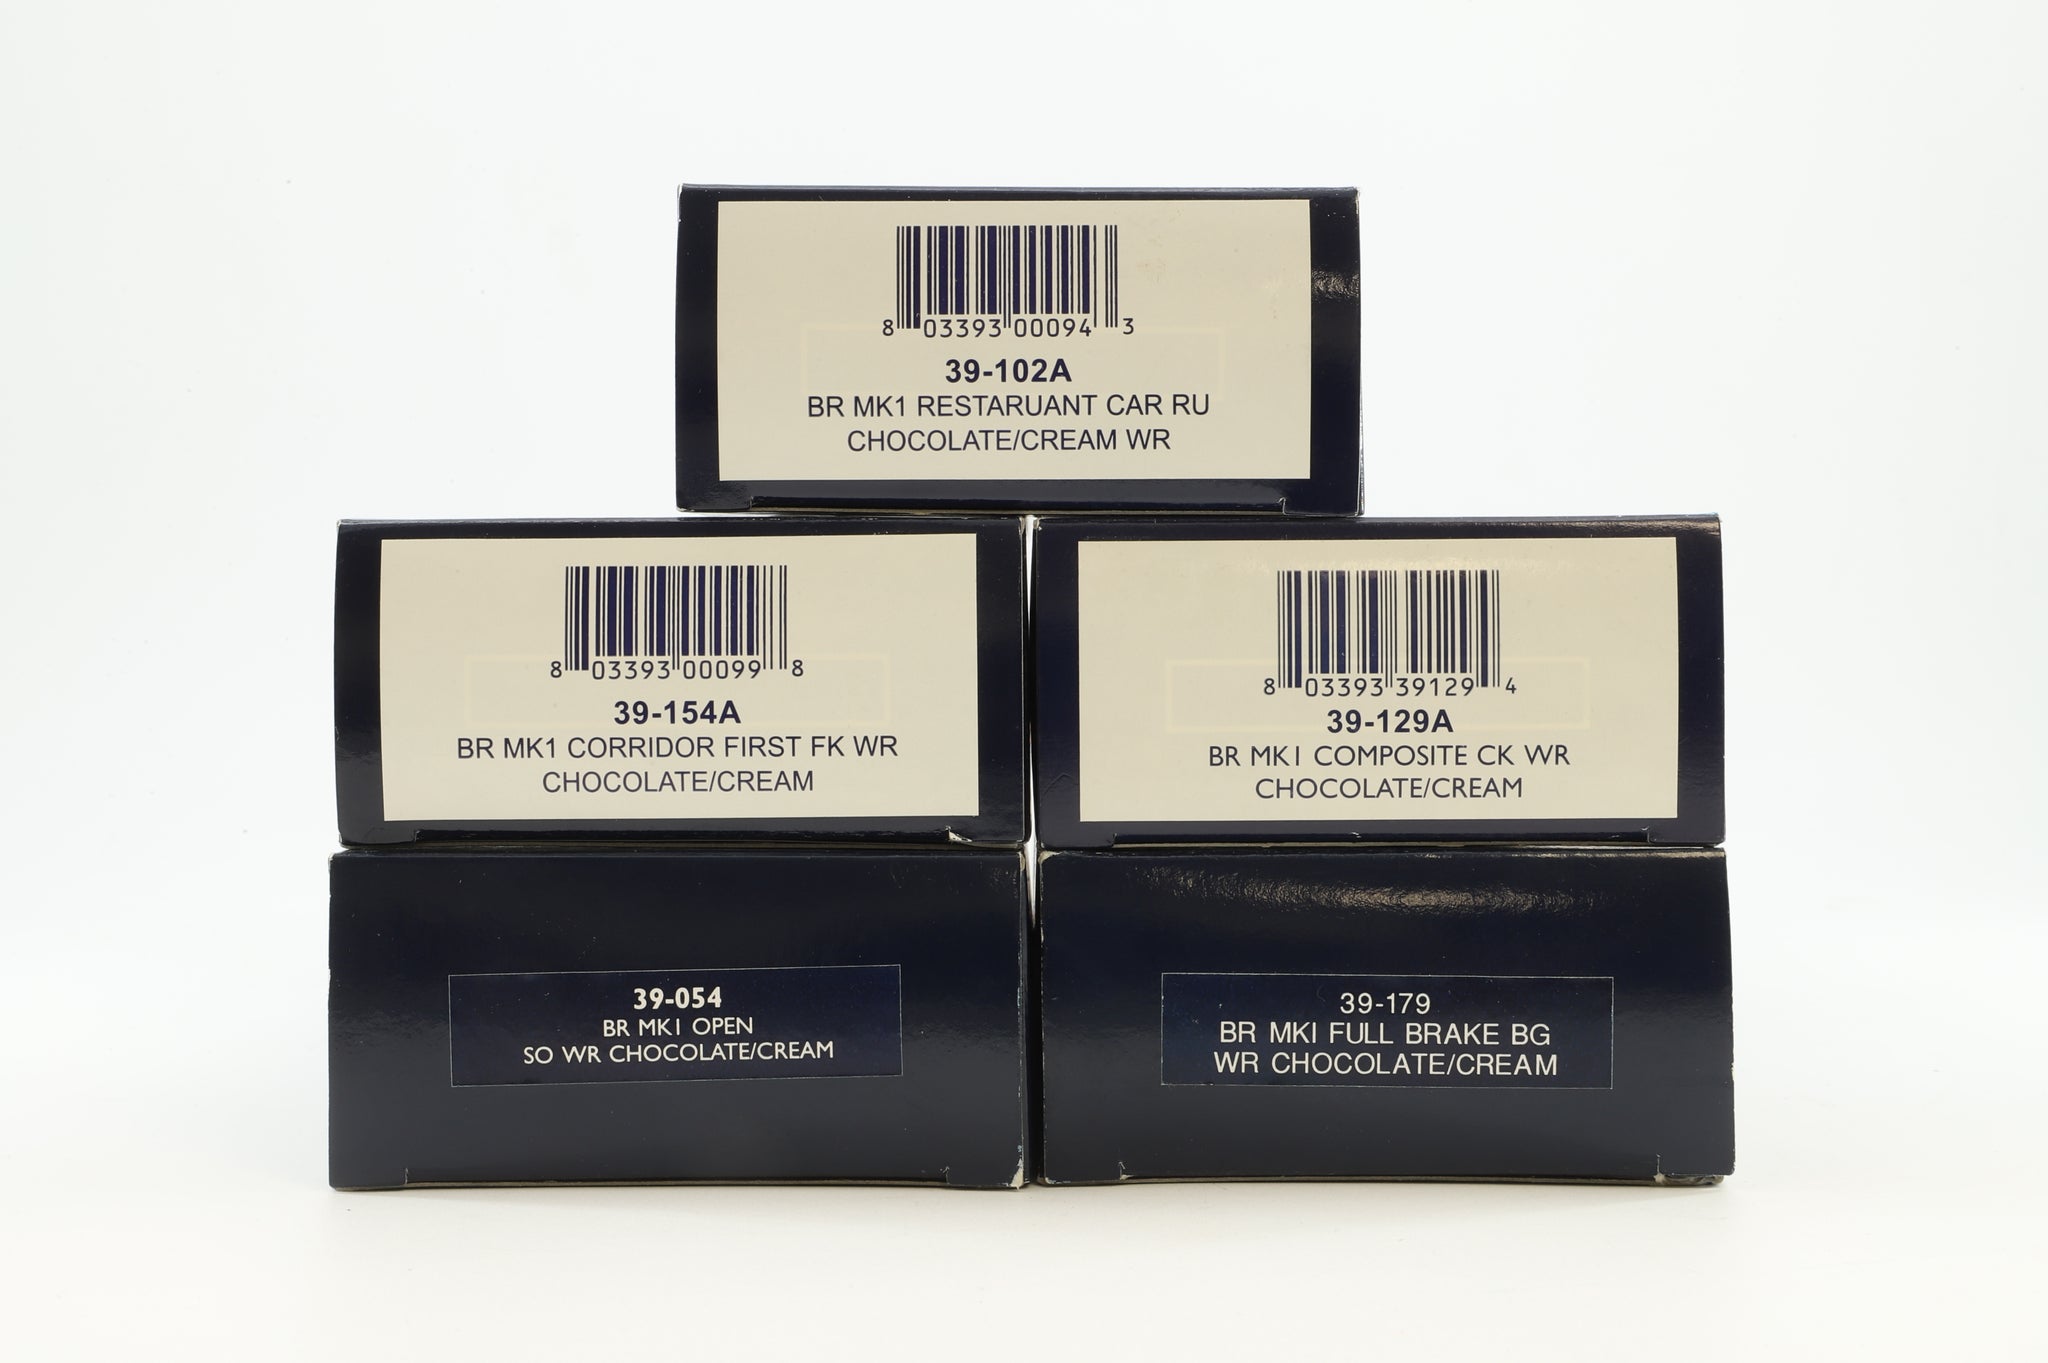 8 03393 00094 3
39-102A
BR MK1 RESTARUANT CAR RU
CHOCOLATE/CREAM WR
8 03393 00099 8
39-154A
BR MK1 CORRIDOR FIRST FK WR
CHOCOLATE/CREAM
8 03393 39129 4
39-129A
BR MK1 COMPOSITE CK WR
CHOCOLATE/CREAM
39-054
BR MK1 OPEN
SO WR CHOCOLATE/CREAM
39-179
BR MKI FULL BRAKE BG
WR CHOCOLATE/CREAM